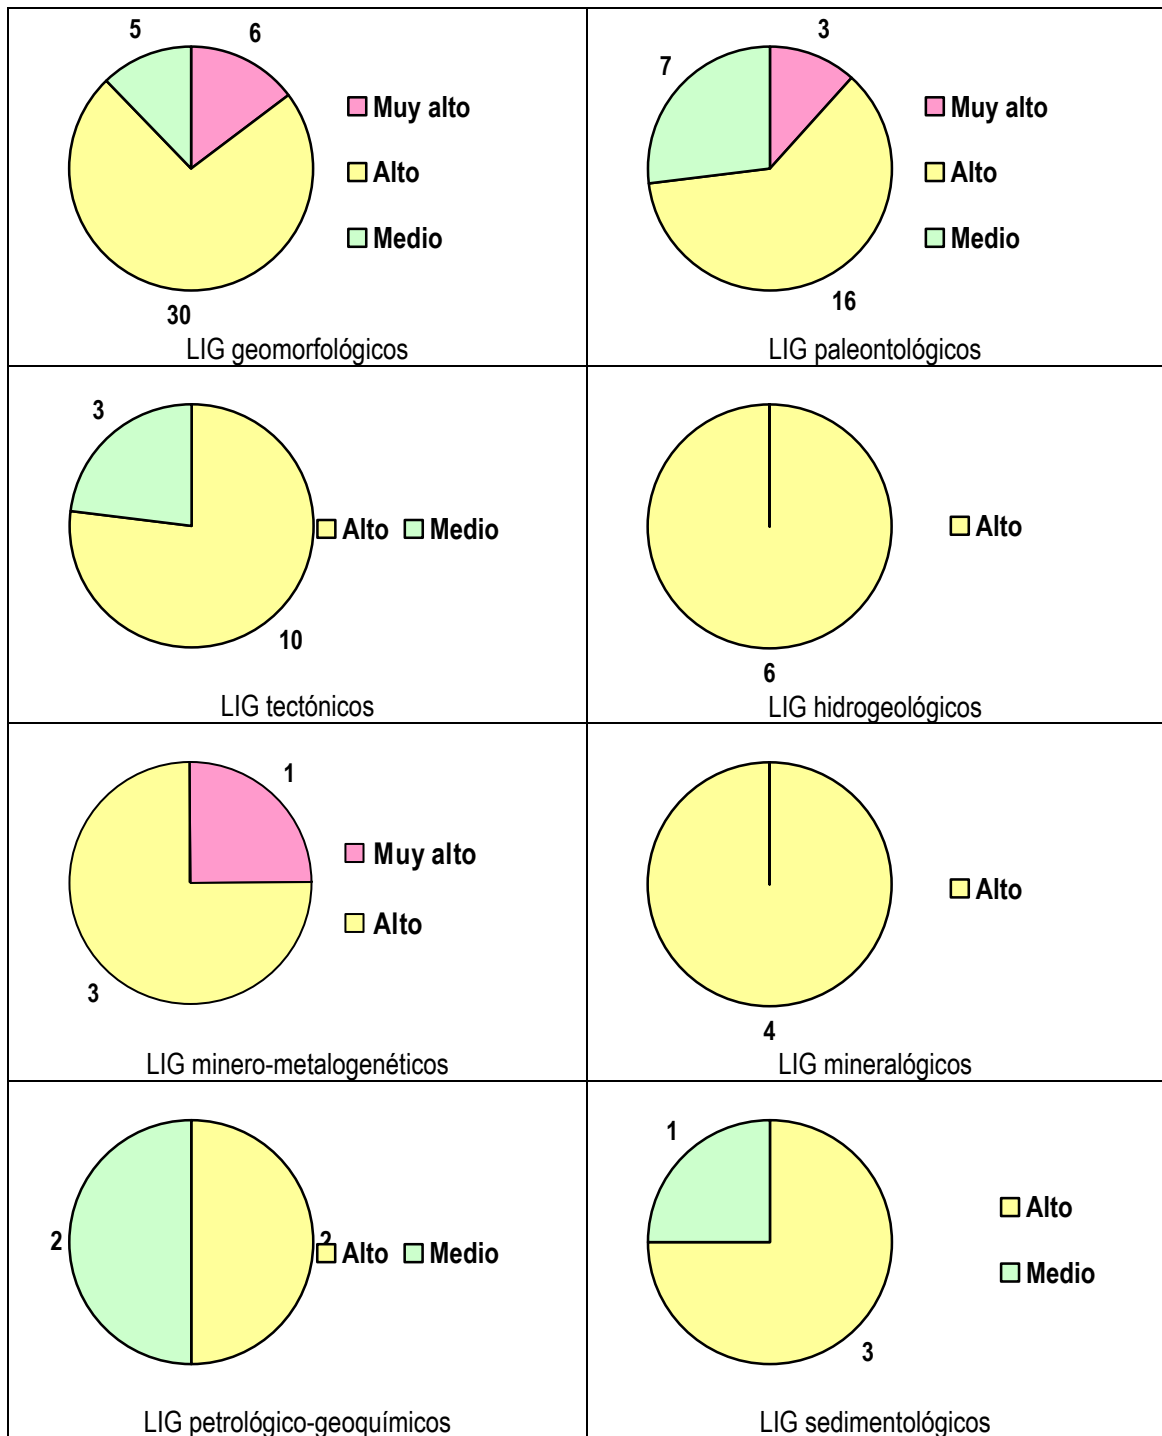 5
6
Muy alto
Alto
Medio
30
LIG geomorfológicos
3
7
Muy alto
Alto
Medio
16
LIG paleontológicos
3
Alto Medio
10
LIG tectónicos
Alto
6
LIG hidrogeológicos
1
Muy alto
Alto
3
LIG minero-metalogenéticos
Alto
4
LIG mineralógicos
2
2
Alto Medio
LIG petrológico-geoquímicos
1
Alto
Medio
3
LIG sedimentológicos